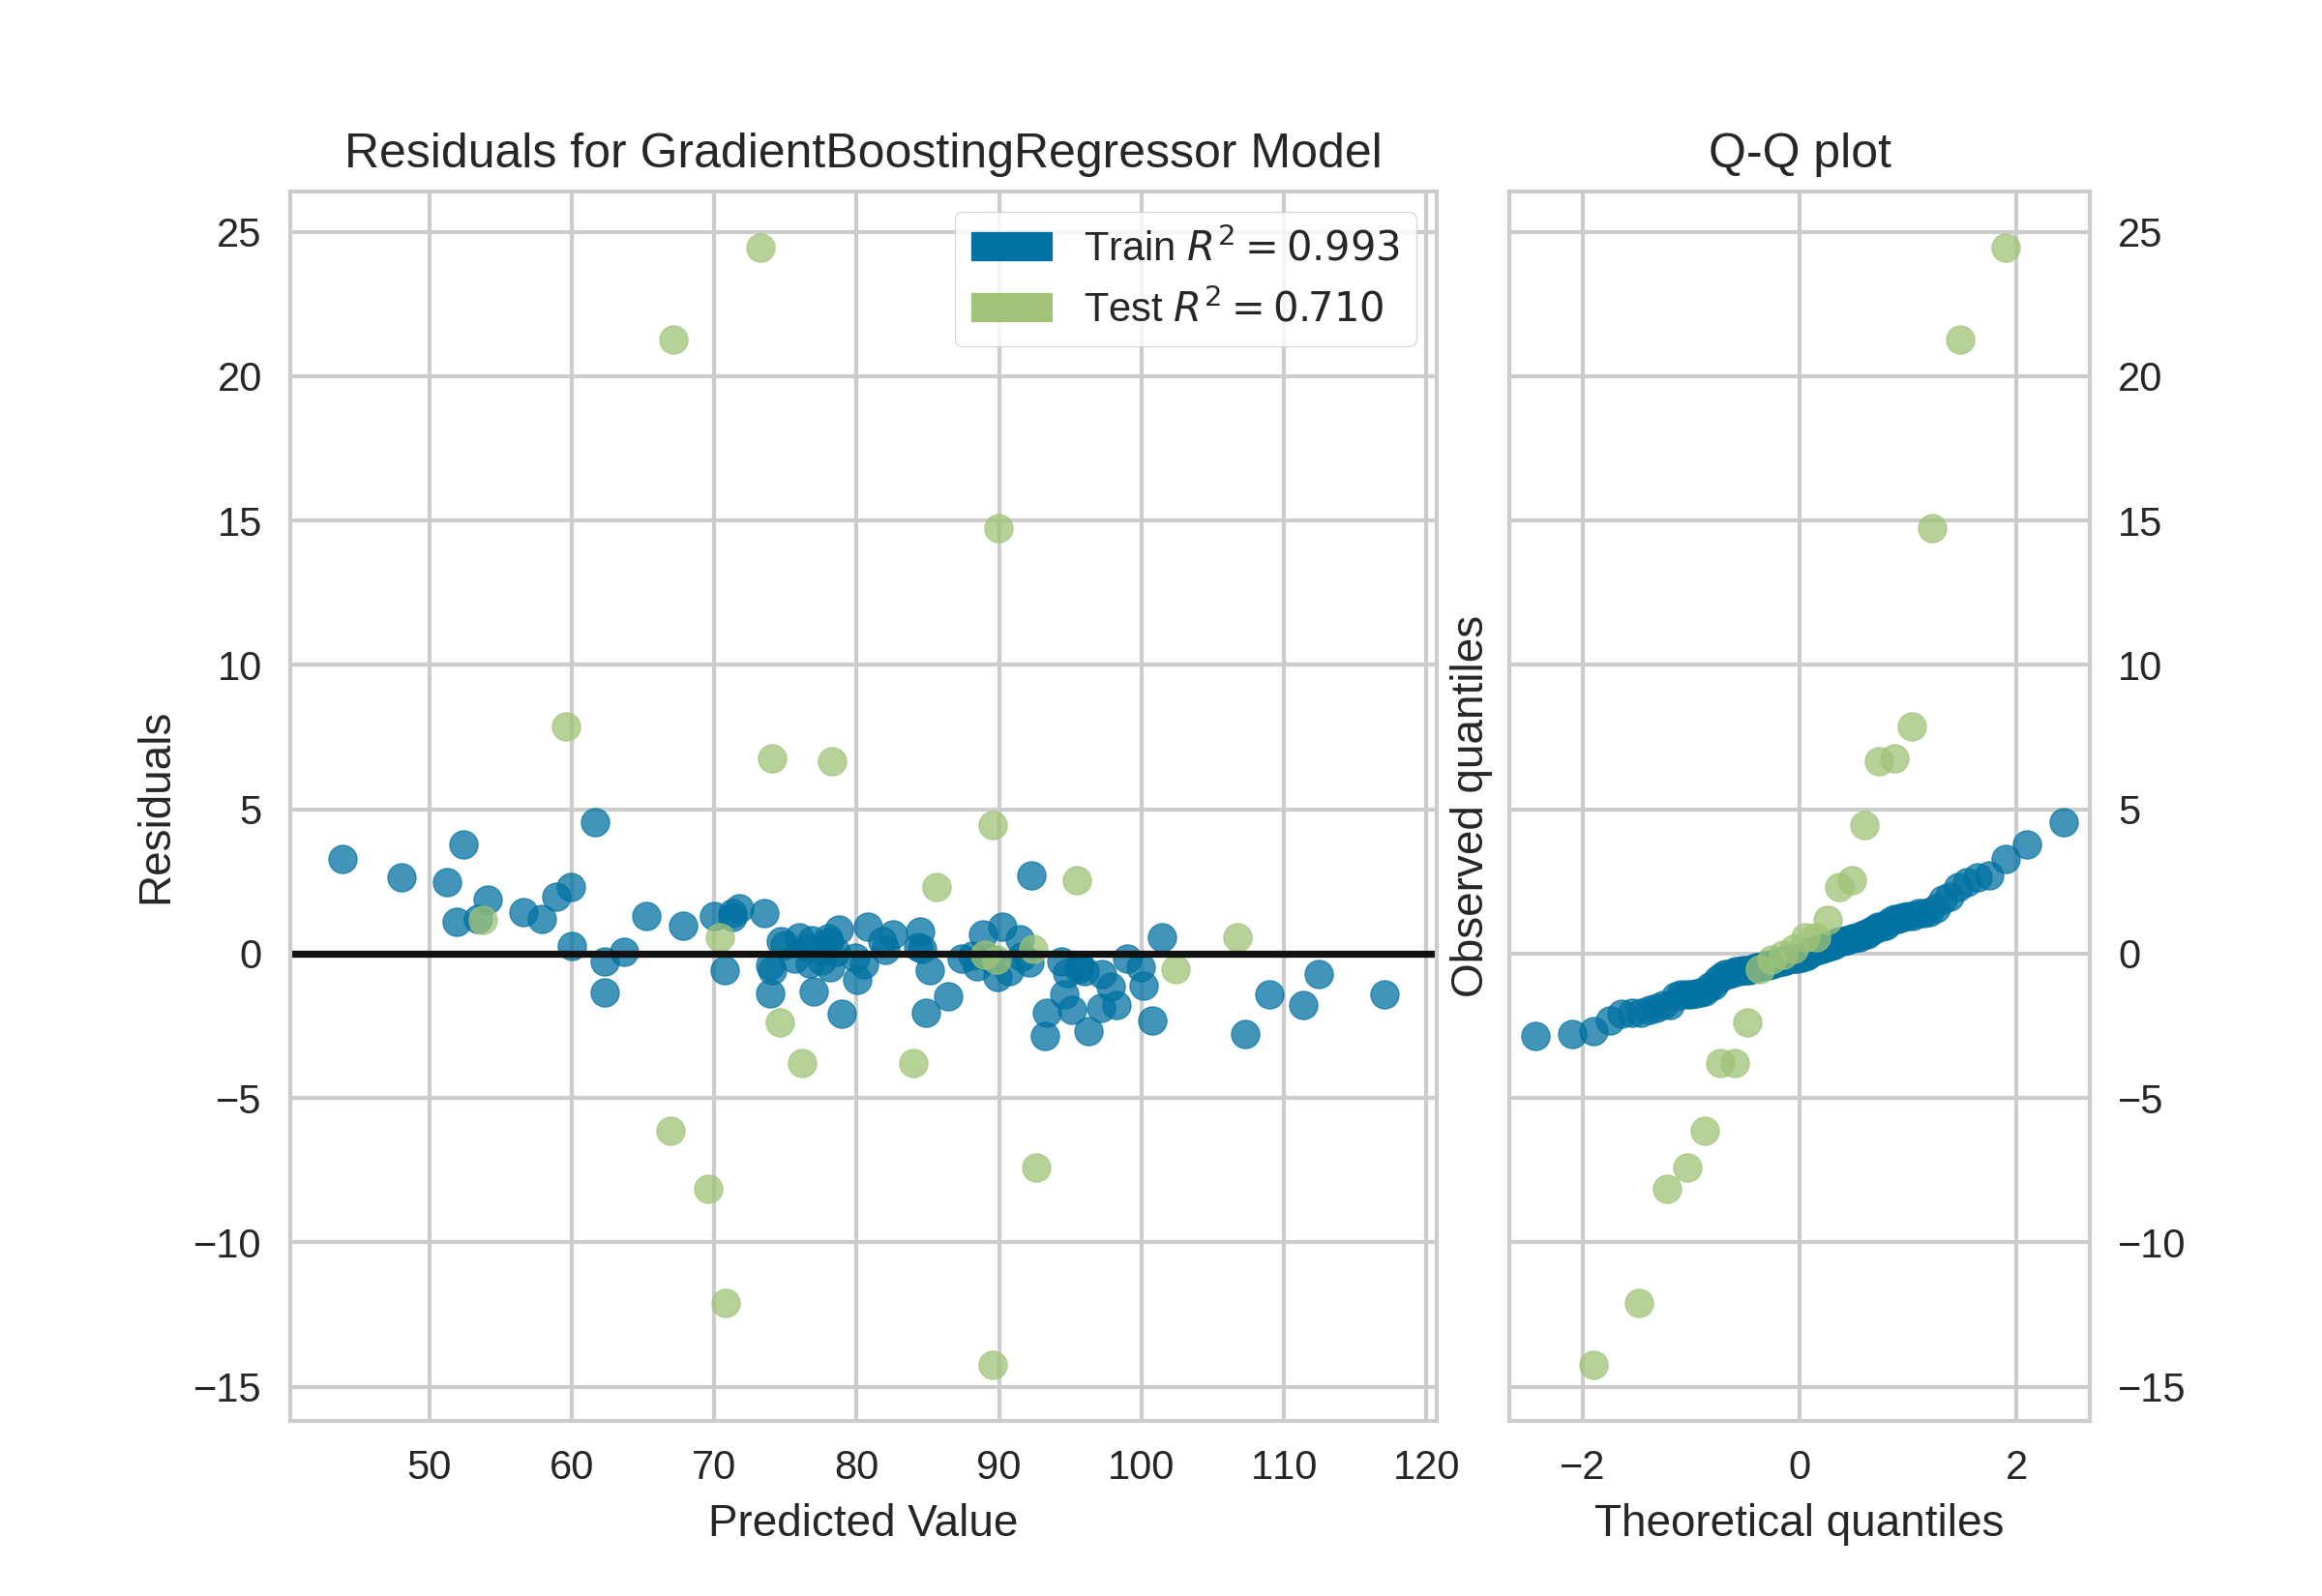 Residuals for GradientBoostingRegressor Model
Q-Q plot
Train R² = 0.993
Test R² = 0.710
25
20
15
10
5
0
−5
−10
−15
Residuals
50 60 70 80 90 100 110 120
Predicted Value
Observed quantiles
25
20
15
10
5
0
−5
−10
−15
−2 0 2
Theoretical quantiles